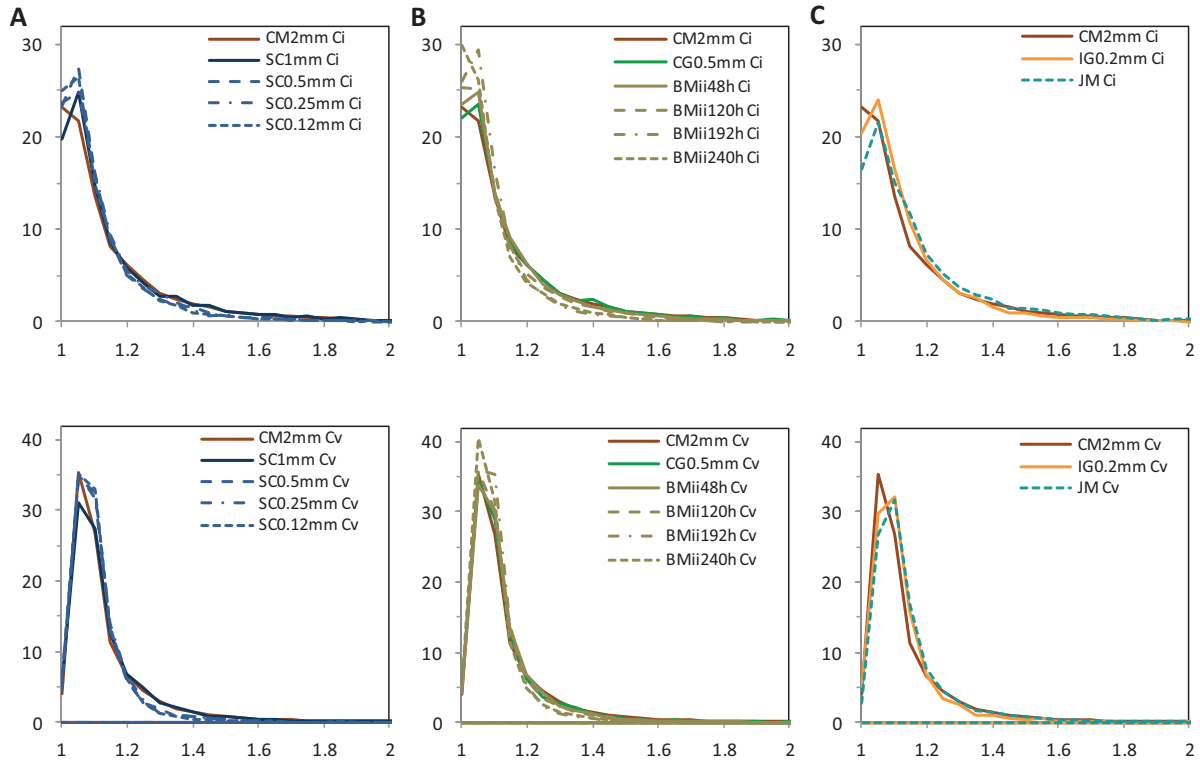 A
30
20
10
0
1
1.2
1.4
1.6
1.8
2
CM2mm Ci
SC1mm Ci
SC0.5mm Ci
SC0.25mm Ci
SC0.12mm Ci
B
30
20
10
0
1
1.2
1.4
1.6
1.8
2
CM2mm Ci
CG0.5mm Ci
BMii48h Ci
BMii120h Ci
BMii192h Ci
BMii240h Ci
C
30
20
10
0
1
1.2
1.4
1.6
1.8
2
CM2mm Ci
IG0.2mm Ci
JM Ci
40
30
20
10
0
1
1.2
1.4
1.6
1.8
2
CM2mm Cv
SC1mm Cv
SC0.5mm Cv
SC0.25mm Cv
SC0.12mm Cv
40
30
20
10
0
1
1.2
1.4
1.6
1.8
2
CM2mm Cv
CG0.5mm Cv
BMii48h Cv
BMii120h Cv
BMii192h Cv
BMii240h Cv
40
30
20
10
0
1
1.2
1.4
1.6
1.8
2
CM2mm Cv
IG0.2mm Cv
JM Cv